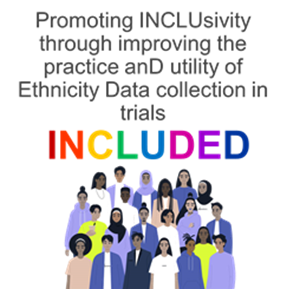 Promoting INCLUsivity
through improving the
practice anD utility of
Ethnicity Data collection in
trials
INCLUDED